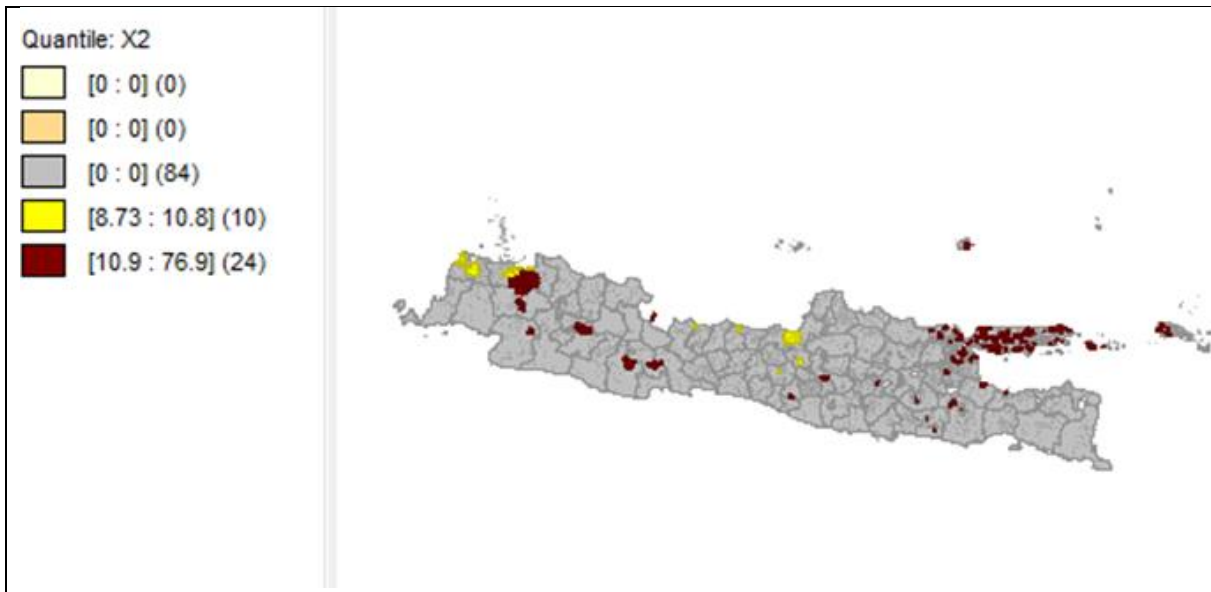 Quantile: X2
[0 : 0] (0)
[0 : 0] (0)
[0 : 0] (84)
[8.73 : 10.8] (10)
[10.9 : 76.9] (24)